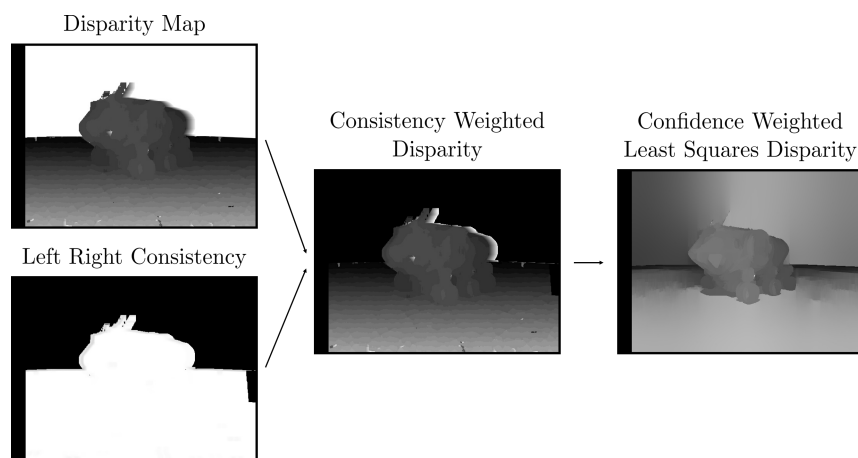 Disparity Map
Left Right Consistency
Consistency Weighted
Disparity
Confidence Weighted
Least Squares Disparity